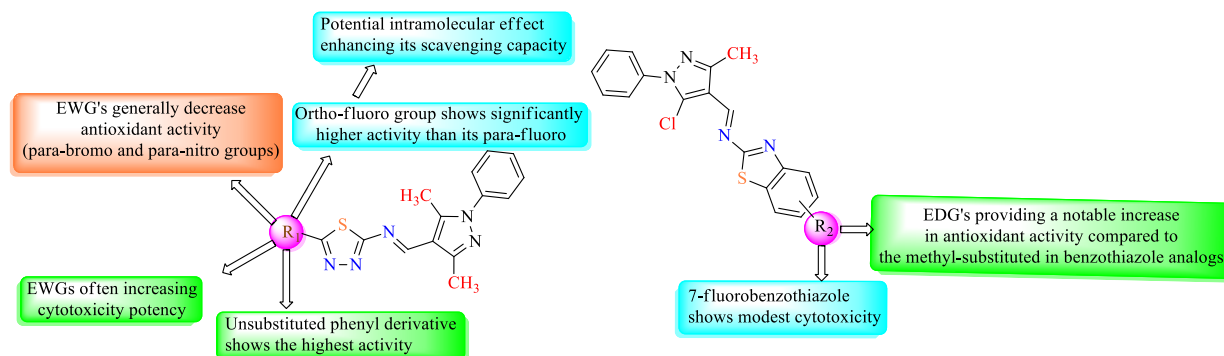 Potential intramolecular effect
enhancing its scavenging capacity
EWG's generally decrease
antioxidant activity
(para-bromo and para-nitro groups)
Ortho-fluoro group shows significantly
higher activity than its para-fluoro
R1
S
N
N
N
H3C
N
N
CH3
EWGs often increasing
cytotoxicity potency
Unsubstituted phenyl derivative
shows the highest activity
N
N
CH3
Cl
N
N
S
R2
EDG's providing a notable increase
in antioxidant activity compared to
the methyl-substituted in benzothiazole analogs
7-fluorobenzothiazole
shows modest cytotoxicity